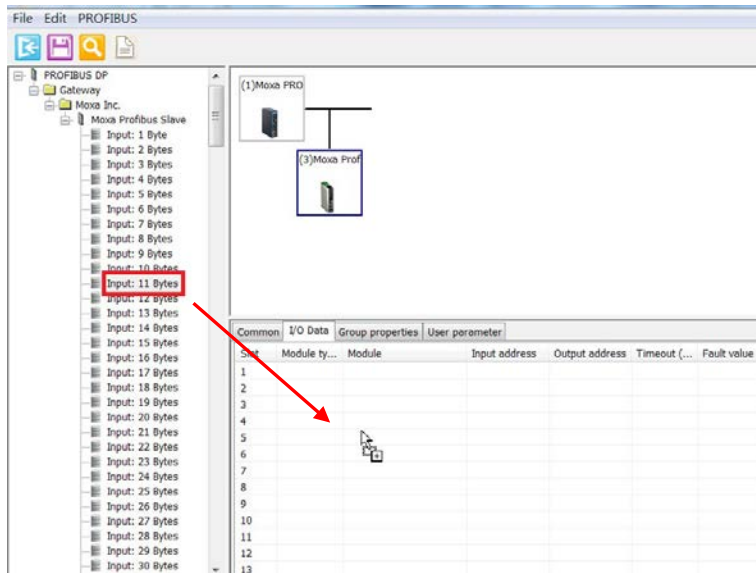 File Edit PROFIBUS
PROFIBUS DP
Gateway
Moxa Inc.
Moxa Profibus Slave
Input: 1 Byte
Input: 2 Bytes
Input: 3 Bytes
Input: 4 Bytes
Input: 5 Bytes
Input: 6 Bytes
Input: 7 Bytes
Input: 8 Bytes
Input: 9 Bytes
Input: 10 Bytes
Input: 11 Bytes
Input: 12 Bytes
Input: 13 Bytes
Input: 14 Bytes
Input: 15 Bytes
Input: 16 Bytes
Input: 17 Bytes
Input: 18 Bytes
Input: 19 Bytes
Input: 20 Bytes
Input: 21 Bytes
Input: 22 Bytes
Input: 23 Bytes
Input: 24 Bytes
Input: 25 Bytes
Input: 26 Bytes
Input: 27 Bytes
Input: 28 Bytes
Input: 29 Bytes
Input: 30 Bytes
(1)Moxa PRO
(3)Moxa Prof
Common I/O Data Group properties User parameter
Slot Module ty... Module Input address Output address Timeout (... Fault value
1
2
3
4
5
6
7
8
9
10
11
12
13